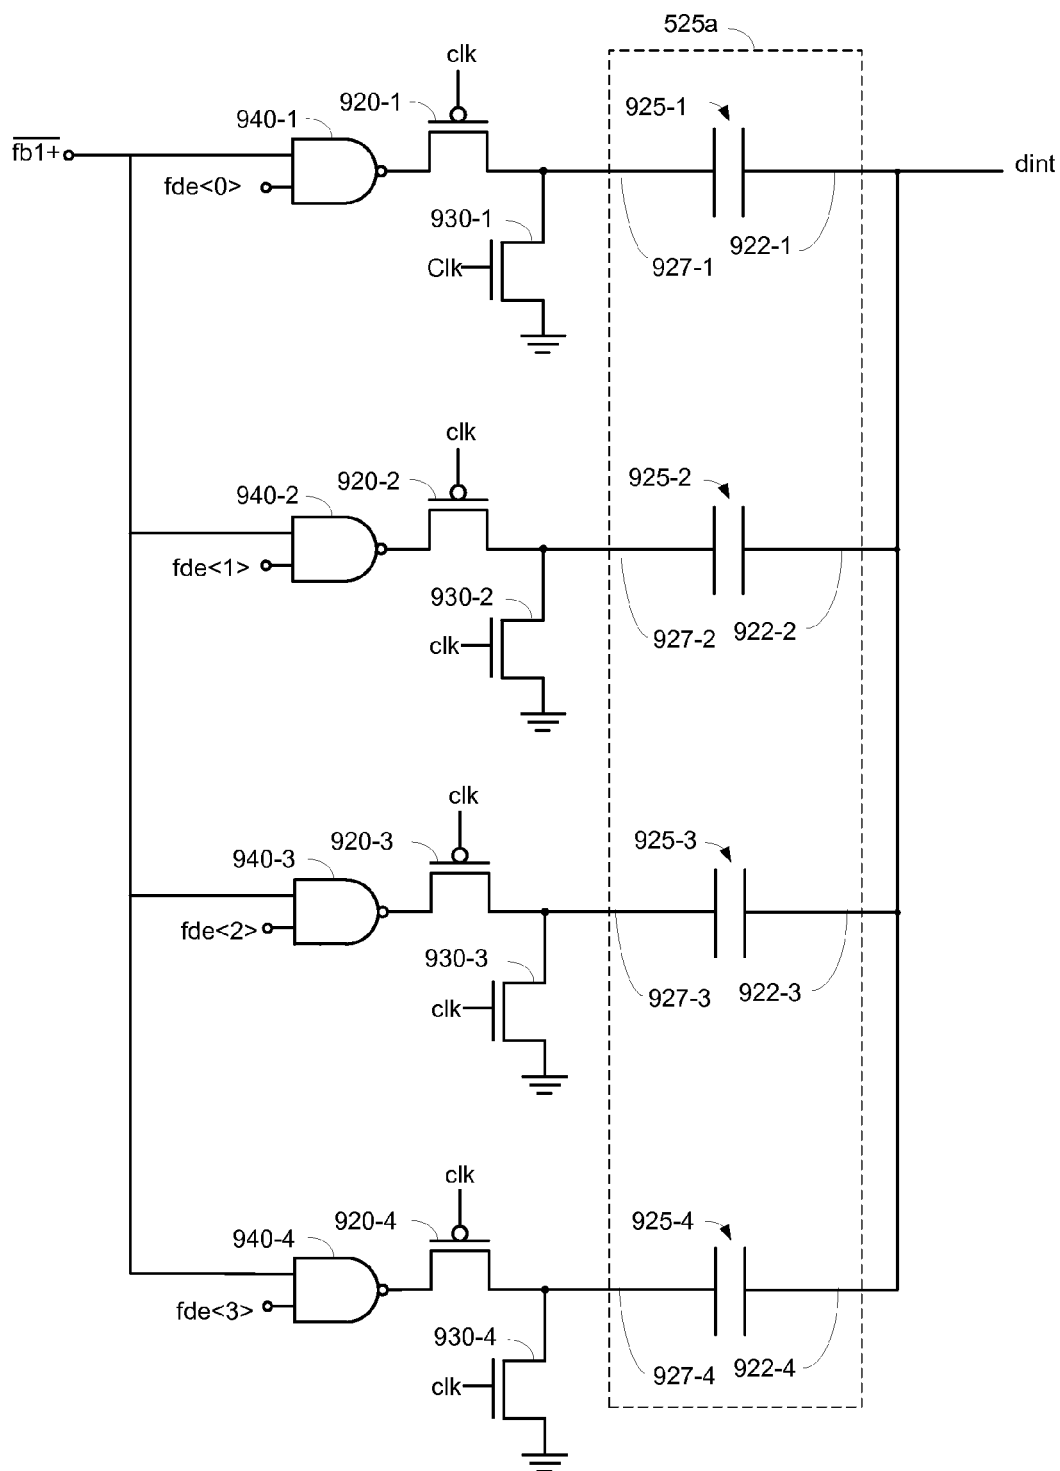 525a
clk
920-1
925-1
940-1
fb1+
dint
fde<0>
930-1
922-1
Clk
927-1
clk
920-2
925-2
940-2
fde<1>
930-2
922-2
clk
927-2
clk
920-3
925-3
940-3
fde<2>
930-3
922-3
927-3
clk
clk
920-4
925-4
940-4
fde<3>
930-4
922-4
927-4
clk